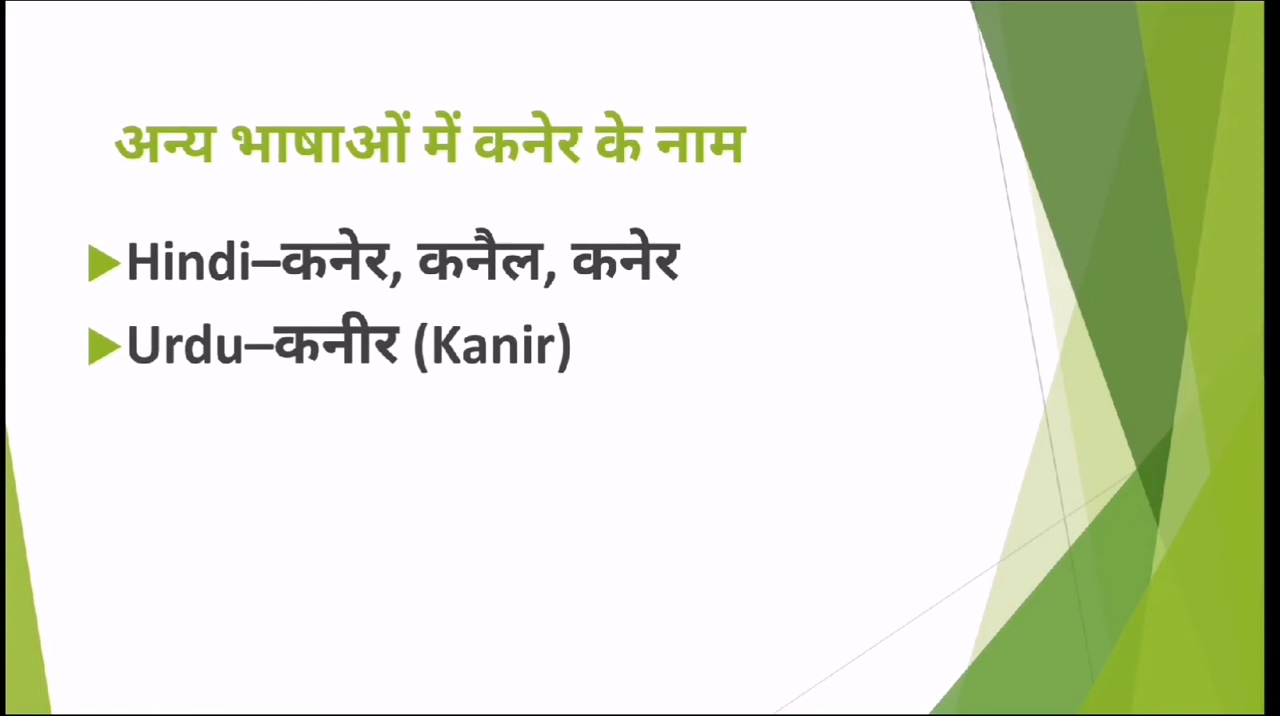 अन्य भाषाओं में कनेर के नाम
Hindi–कनेर, कनैल, कनेर
Urdu–कनीर (Kanir)